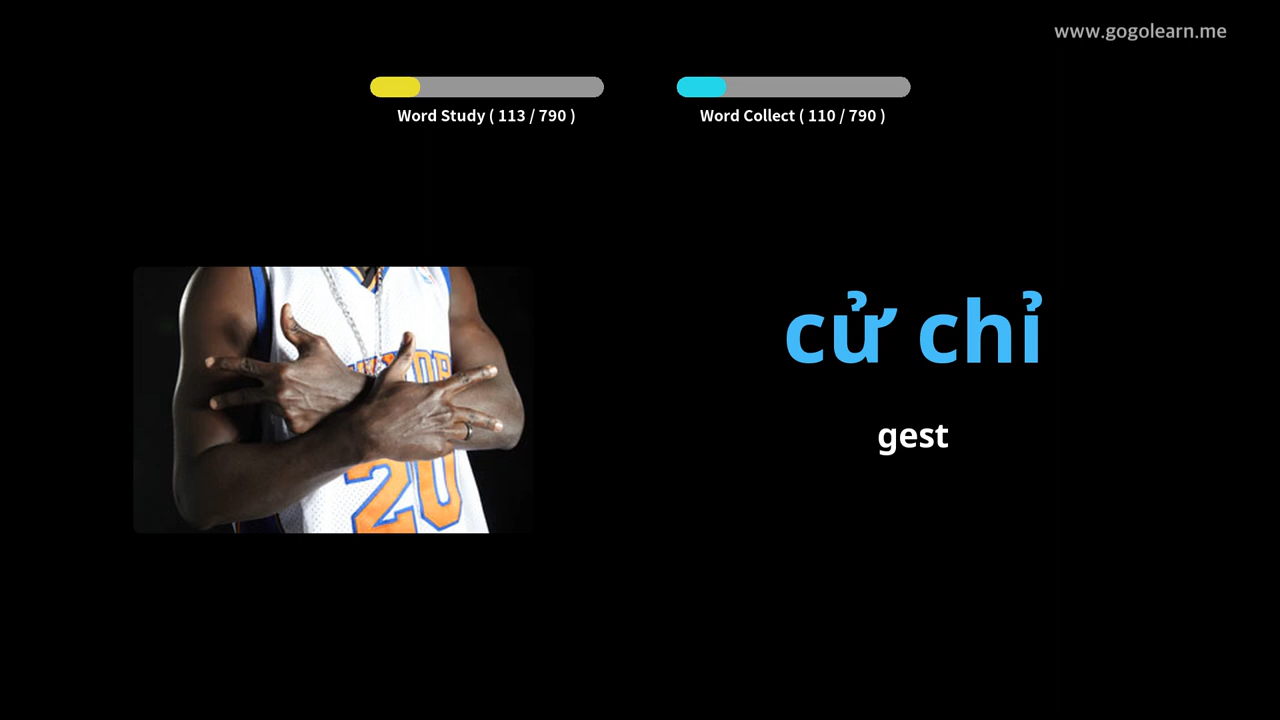 www.gogolearn.me
Word Study ( 113 / 790 )
Word Collect ( 110 / 790 )
cử chỉ
gest
20